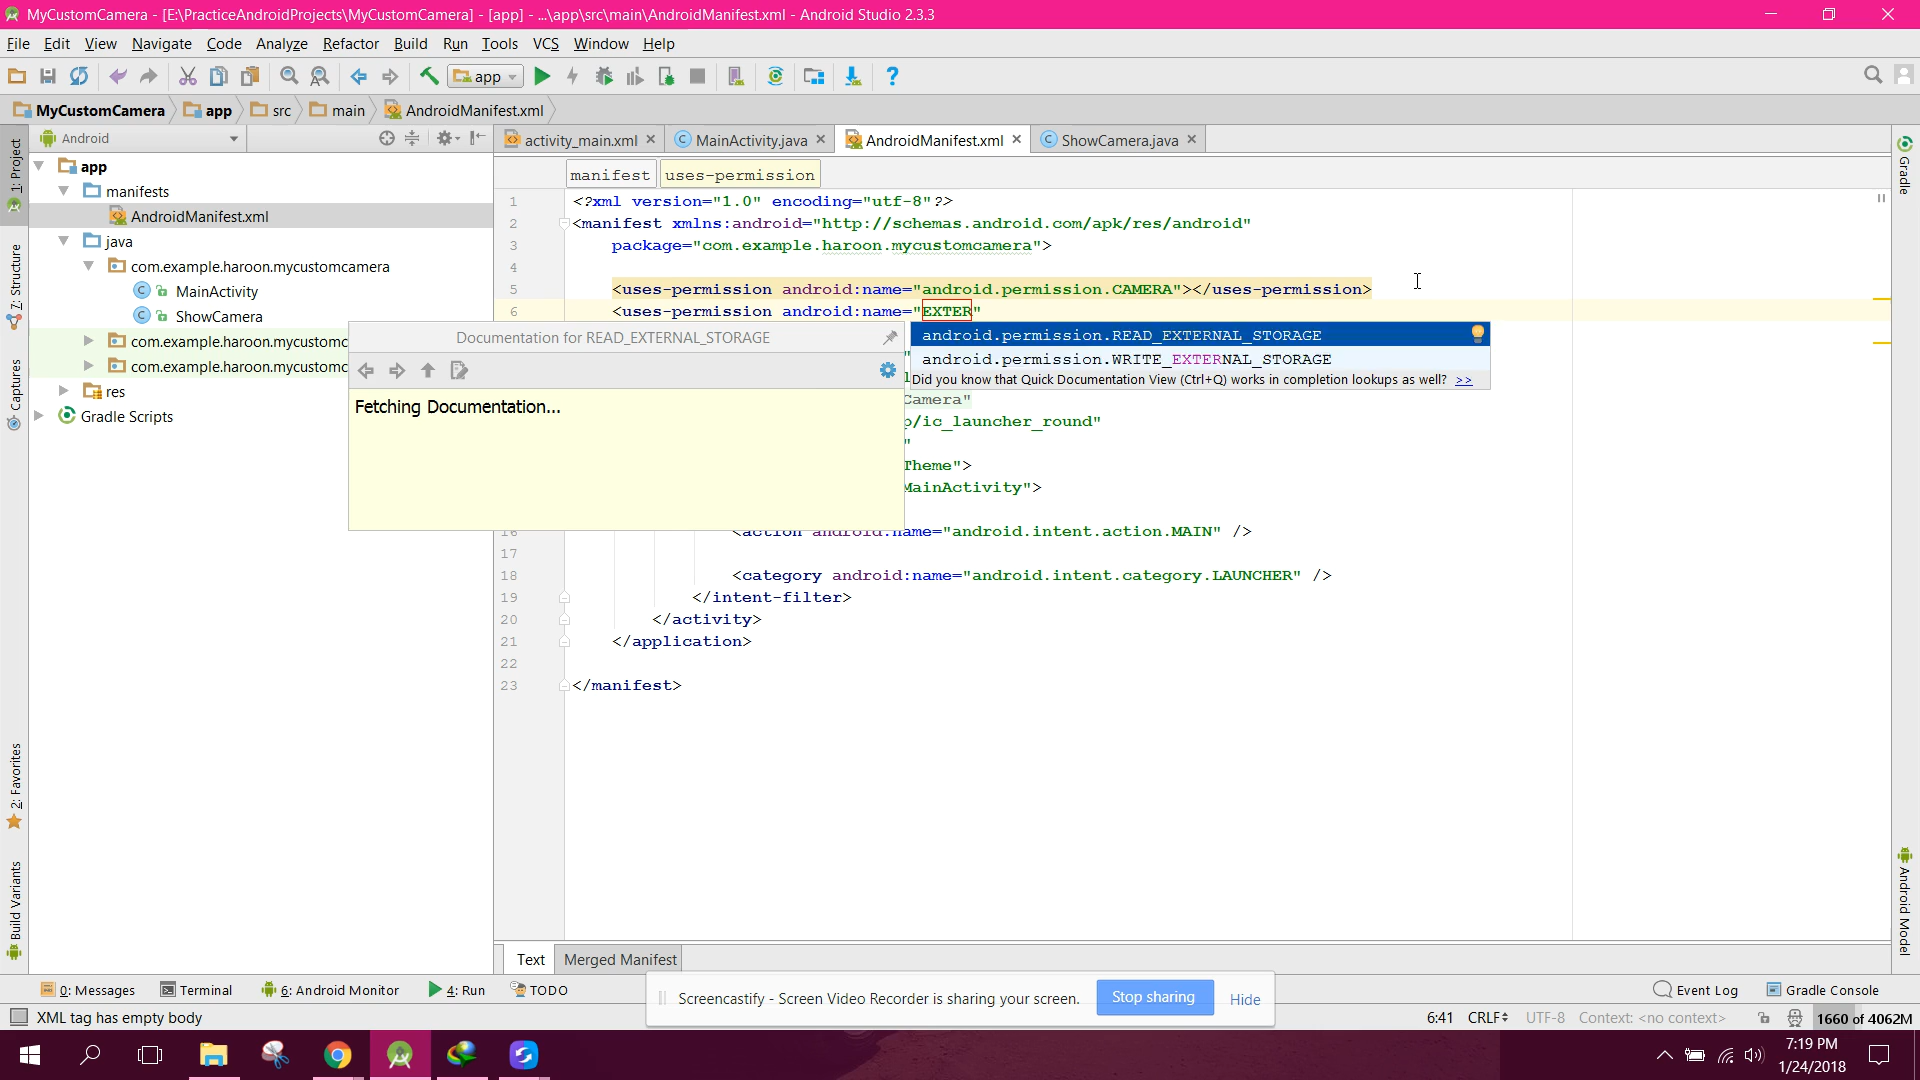 MyCustomCamera - [E:\PracticeAndroidProjects\MyCustomCamera] - [app] - ...\app\src\main\AndroidManifest.xml - Android Studio 2.3.3
File Edit View Navigate Code Analyze Refactor Build Run Tools VCS Window Help
app
MyCustomCamera app src main AndroidManifest.xml
Android
activity_main.xml MainActivity.java AndroidManifest.xml ShowCamera.java
1: Project
7: Structure
Captures
2: Favorites
Build Variants
app
manifests
AndroidManifest.xml
java
com.example.haroon.mycustomcamera
MainActivity
ShowCamera
com.example.haroon.mycustomc
com.example.haroon.mycustomc
res
Gradle Scripts
manifest uses-permission
1 <?xml version="1.0" encoding="utf-8"?>
2 <manifest xmlns:android="http://schemas.android.com/apk/res/android"
3 package="com.example.haroon.mycustomcamera">
4
5 <uses-permission android:name="android.permission.CAMERA"></uses-permission>
6 <uses-permission android:name="EXTER"
Documentation for READ_EXTERNAL_STORAGE
Fetching Documentation...
android.permission.READ_EXTERNAL_STORAGE
android.permission.WRITE_EXTERNAL_STORAGE
Did you know that Quick Documentation View (Ctrl+Q) works in completion lookups as well? >>
Camera"
p/ic_launcher_round"
"
Theme">
MainActivity">
16 <action android:name="android.intent.action.MAIN" />
17
18 <category android:name="android.intent.category.LAUNCHER" />
19 </intent-filter>
20 </activity>
21 </application>
22
23 </manifest>
Gradle
Android Model
Text Merged Manifest
0: Messages Terminal 6: Android Monitor 4: Run TODO
Event Log Gradle Console
Screencastify - Screen Video Recorder is sharing your screen. Stop sharing Hide
XML tag has empty body
6:41 CRLF UTF-8 Context: <no context> 1660 of 4062M
7:19 PM
1/24/2018